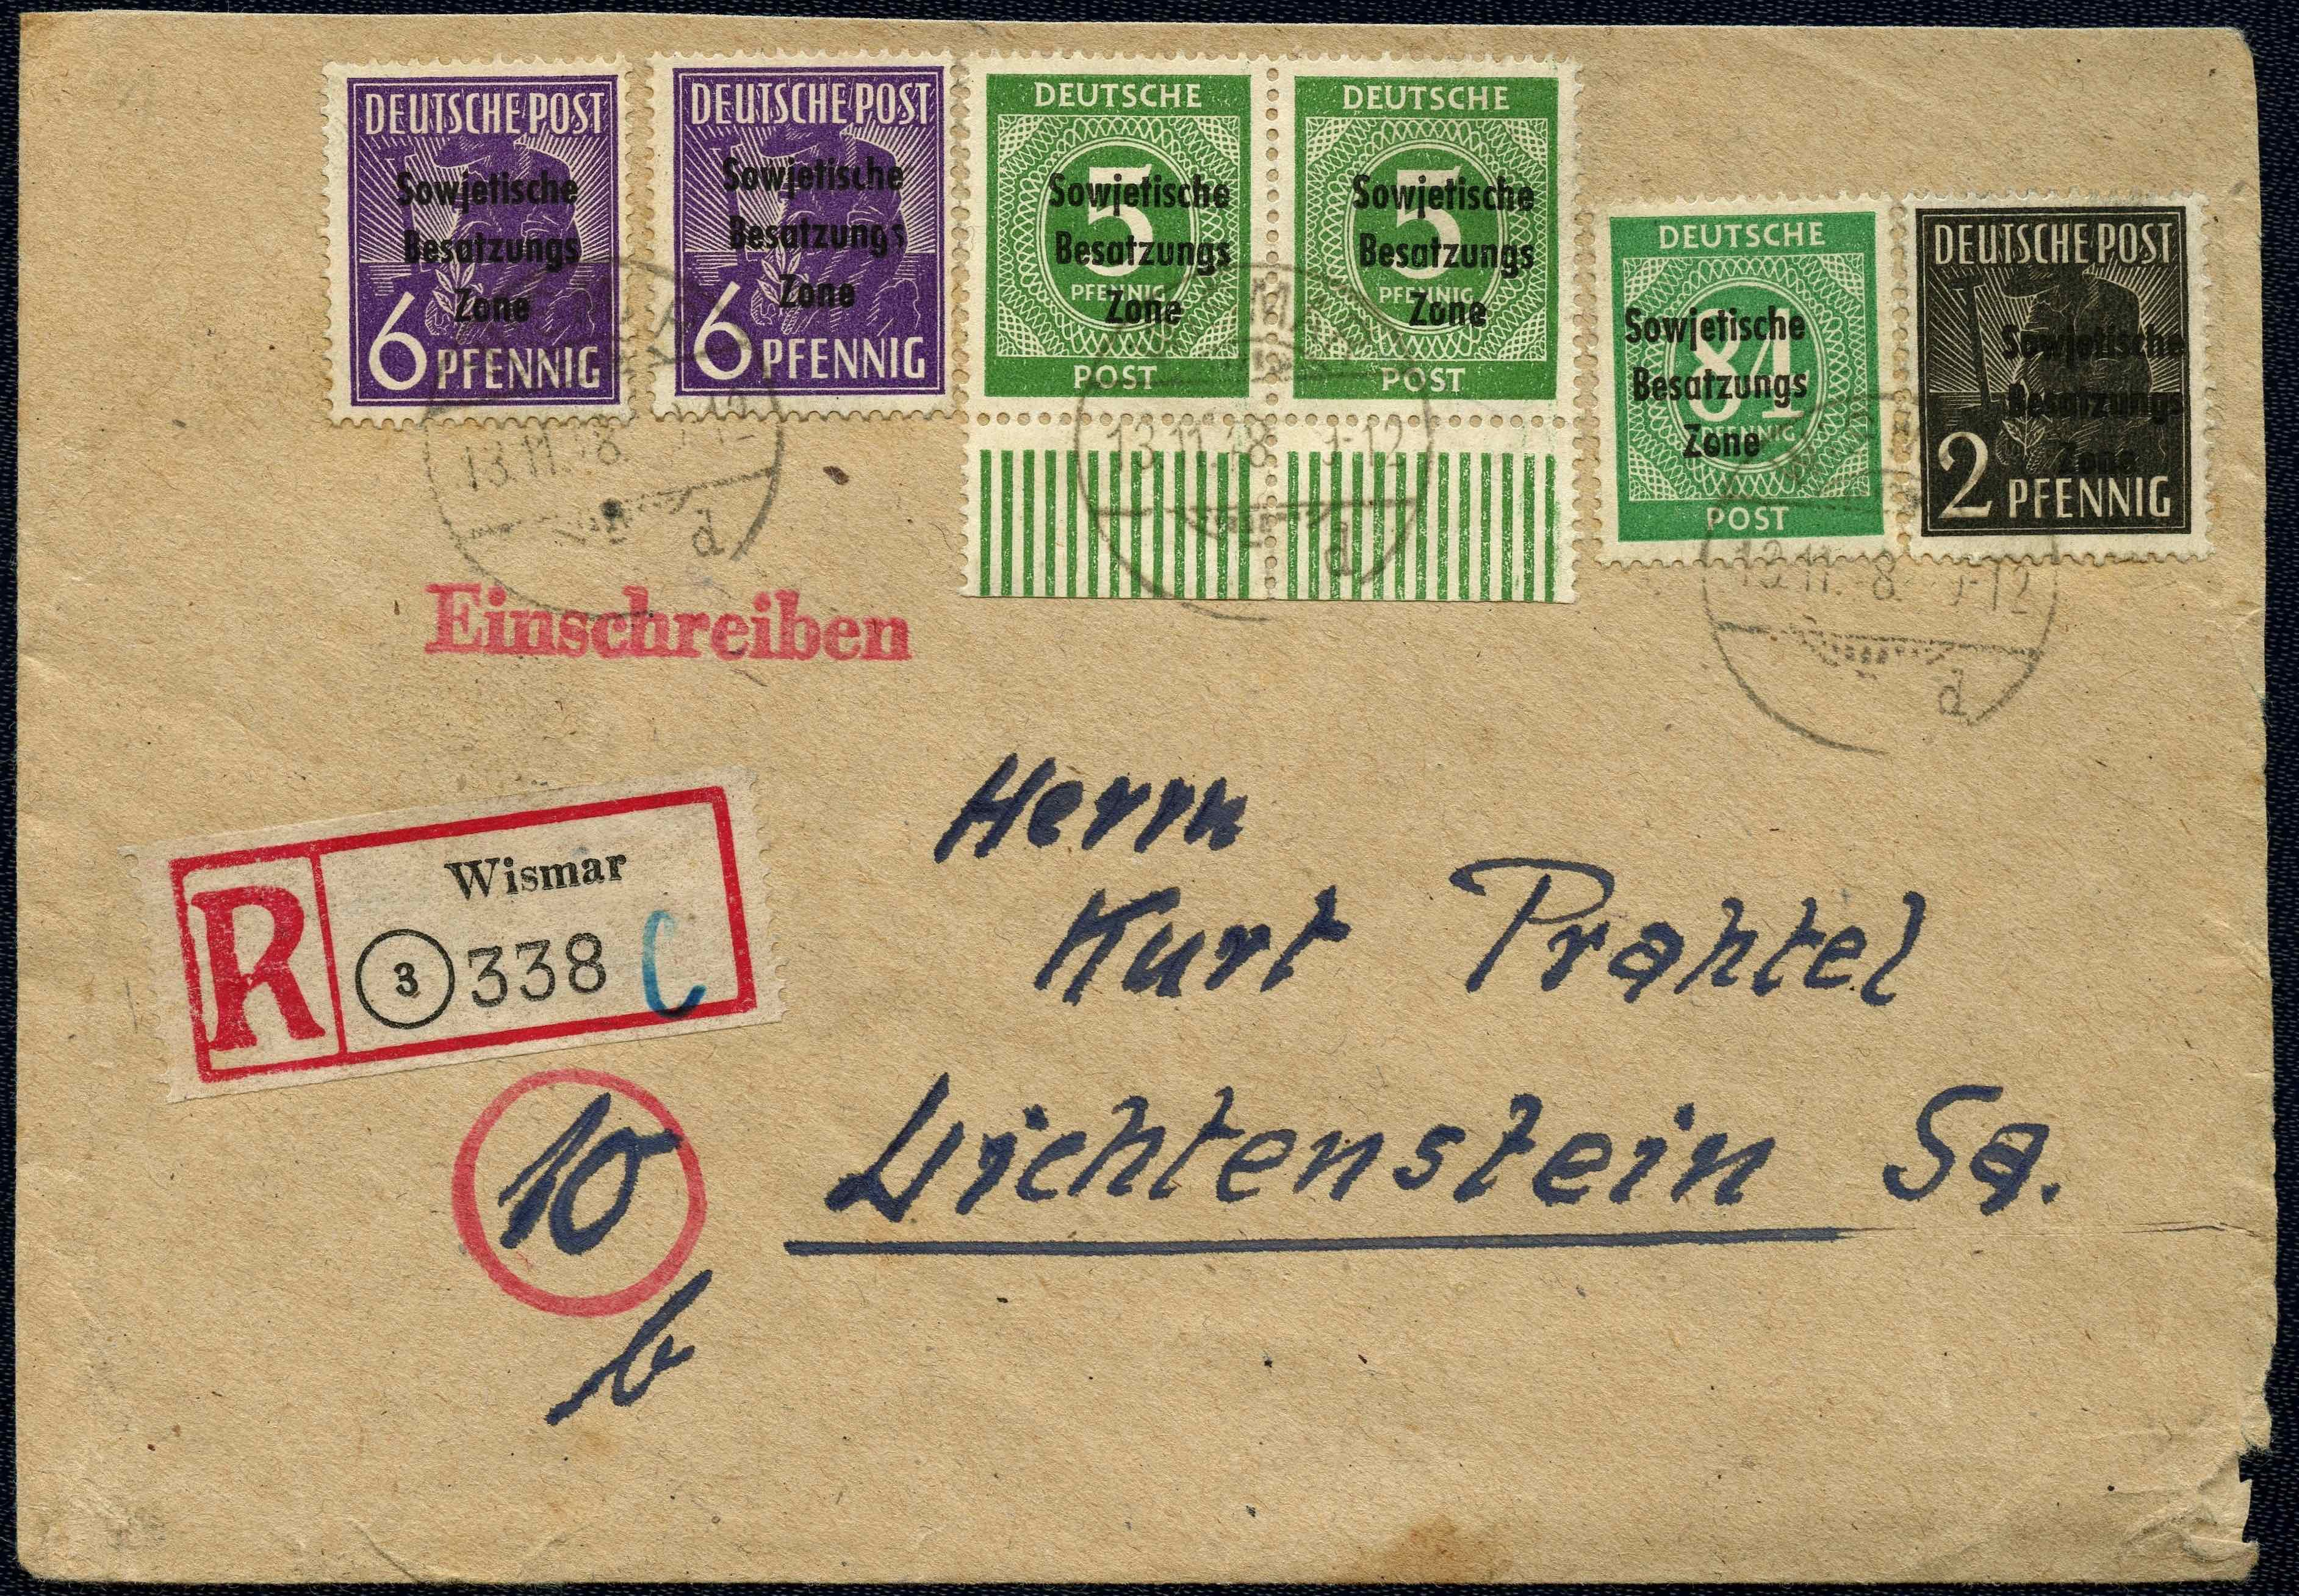 DEUTSCHE POST
Sowjetische
Besatzungs
Zone
6 PFENNIG
DEUTSCHE POST
Sowjetische
Besatzungs
Zone
6 PFENNIG
DEUTSCHE
5
Sowjetische
Besatzungs
PFENNIG
Zone
POST
DEUTSCHE
5
Sowjetische
Besatzungs
PFENNIG
Zone
POST
DEUTSCHE
84
Sowjetische
Besatzungs
PFENNIG
Zone
POST
DEUTSCHE POST
Sowjetische
Besatzungs
Zone
2 PFENNIG
d
d
d
Einschreiben
R
Wismar
3 338 C
Herrn
Kurt Prahtel
10
b
Lichtenstein Sa.